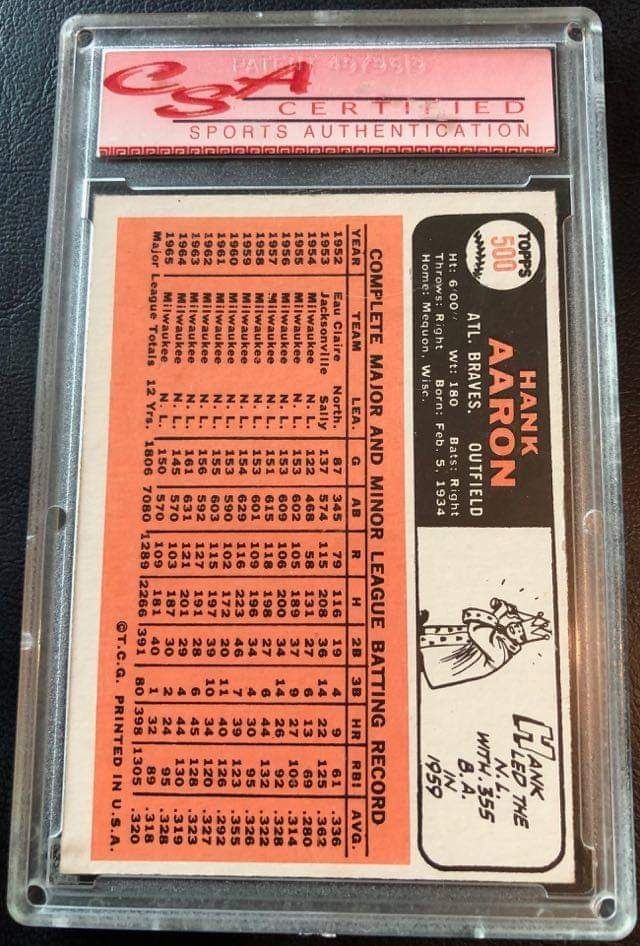 CSA
CERTIFIED
SPORTS AUTHENTICATION
TOPPS
500
HANK
AARON
ATL. BRAVES, OUTFIELD
Ht: 6'00" Wt: 180 Bats: Right
Throws: Right Born: Feb. 5, 1934
Home: Mequon, Wisc.
HANK
LED THE
N.L.
WITH .355
B.A.
IN
1959
COMPLETE MAJOR AND MINOR LEAGUE BATTING RECORD
YEAR TEAM LEA. G AB R H 2B 3B HR RBI AVG.
1952 Eau Claire North. 87 345 79 116 19 4 9 61 .336
1953 Jacksonville Sally 137 574 115 208 36 14 22 125 .362
1954 Milwaukee N. L. 122 468 58 131 27 6 13 69 .280
1955 Milwaukee N. L. 153 602 105 189 37 9 27 106 .314
1956 Milwaukee N. L. 153 609 106 200 34 14 26 92 .328
1957 Milwaukee N. L. 151 615 118 198 27 6 44 132 .322
1958 Milwaukee N. L. 153 601 109 196 34 4 30 95 .326
1959 Milwaukee N. L. 154 629 116 223 46 7 39 123 .355
1960 Milwaukee N. L. 153 590 102 172 20 11 40 126 .292
1961 Milwaukee N. L. 155 603 115 197 39 10 34 120 .327
1962 Milwaukee N. L. 156 592 127 191 28 6 45 128 .323
1963 Milwaukee N. L. 161 631 121 201 29 4 44 130 .319
1964 Milwaukee N. L. 145 570 103 187 30 2 24 95 .328
1965 Milwaukee N. L. 150 570 109 181 40 1 32 89 .318
Major League Totals 12 Yrs. 1806 7080 1289 2266 391 80 398 1305 .320
©T.C.G. PRINTED IN U.S.A.